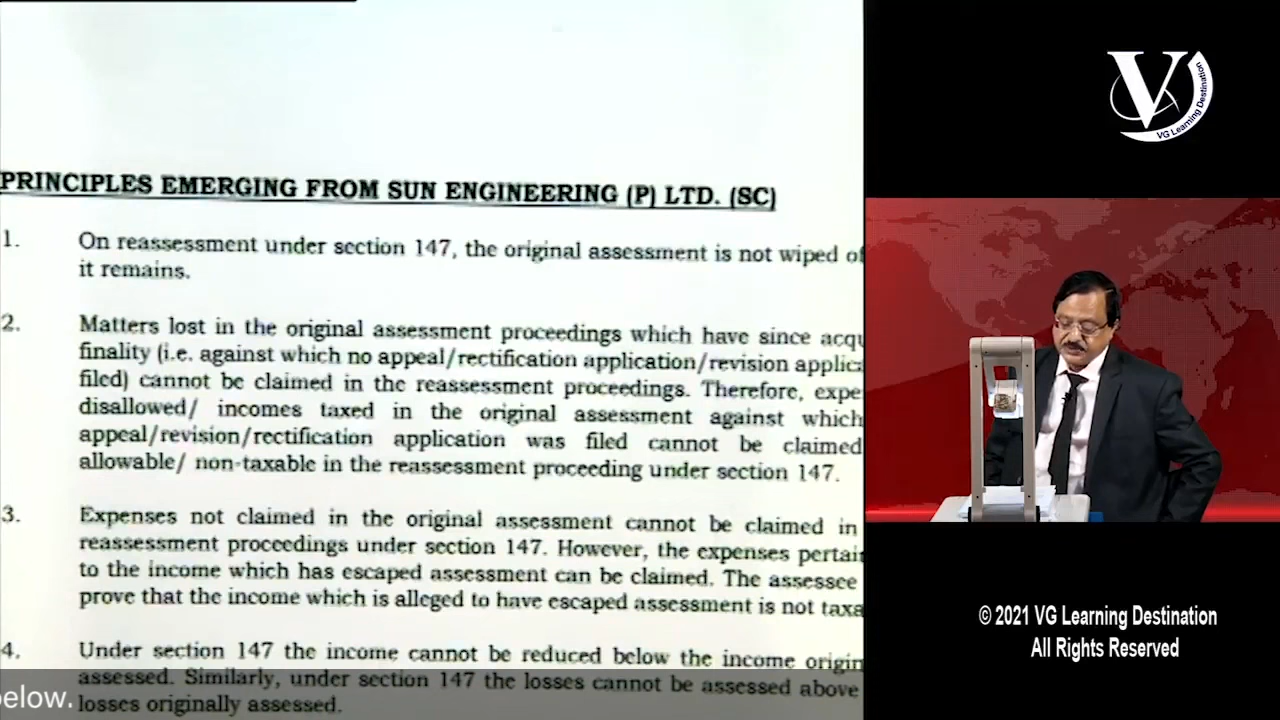 PRINCIPLES EMERGING FROM SUN ENGINEERING (P) LTD. (SC)
1. On reassessment under section 147, the original assessment is not wiped of
it remains.
2. Matters lost in the original assessment proceedings which have since acqu
finality (i.e. against which no appeal/rectification application/revision applica
filed) cannot be claimed in the reassessment proceedings. Therefore, expe
disallowed/ incomes taxed in the original assessment against which
appeal/revision/rectification application was filed cannot be claimed
allowable/ non-taxable in the reassessment proceeding under section 147.
3. Expenses not claimed in the original assessment cannot be claimed in
reassessment proceedings under section 147. However, the expenses pertain
to the income which has escaped assessment can be claimed. The assessee
prove that the income which is alleged to have escaped assessment is not taxa
4. Under section 147 the income cannot be reduced below the income origin
assessed. Similarly, under section 147 the losses cannot be assessed above
losses originally assessed.
below.
V
VG Learning Destination
© 2021 VG Learning Destination
All Rights Reserved